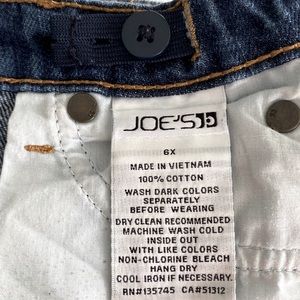 JOE'S
6X
MADE IN VIETNAM
100% COTTON
WASH DARK COLORS
SEPARATELY
BEFORE WEARING
DRY CLEAN RECOMMENDED
MACHINE WASH COLD
INSIDE OUT
WITH LIKE COLORS
NON-CHLORINE BLEACH
HANG DRY
COOL IRON IF NECESSARY.
RN#135745 CA#51312